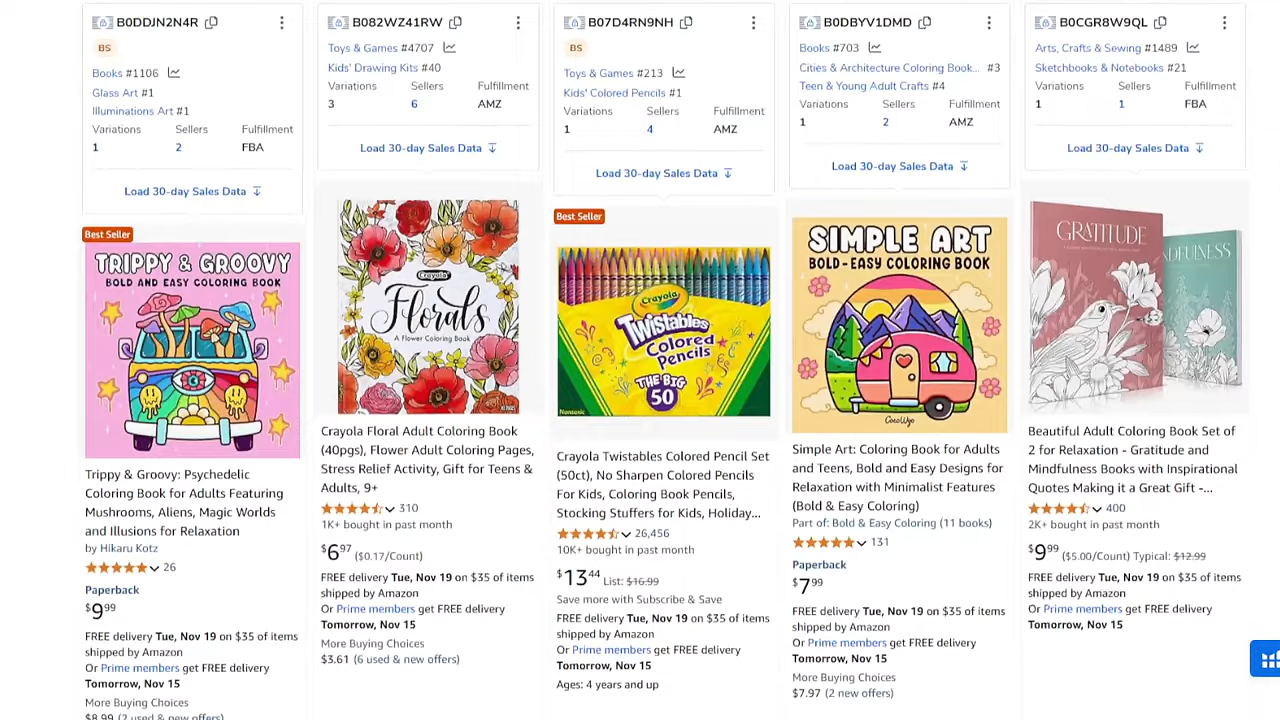 B0DDJN2N4R
BS
Books #1106
Glass Art #1
Illuminations Art #1
Variations Sellers Fulfillment
1 2 FBA
Load 30-day Sales Data
Best Seller
TRIPPY & GROOVY
BOLD AND EASY COLORING BOOK
Trippy & Groovy: Psychedelic
Coloring Book for Adults Featuring
Mushrooms, Aliens, Magic Worlds
and Illusions for Relaxation
by Hikaru Kotz
26
Paperback
$9 99
FREE delivery Tue, Nov 19 on $35 of items
shipped by Amazon
Or Prime members get FREE delivery
Tomorrow, Nov 15
More Buying Choices
$8.99 (2 used & new offers)
B082WZ41RW
Toys & Games #4707
Kids' Drawing Kits #40
Variations Sellers Fulfillment
3 6 AMZ
Load 30-day Sales Data
Crayola
Florals
A Flower Coloring Book
Crayola Floral Adult Coloring Book
(40pgs), Flower Adult Coloring Pages,
Stress Relief Activity, Gift for Teens &
Adults, 9+
310
1K+ bought in past month
$6 97 ($0.17/Count)
FREE delivery Tue, Nov 19 on $35 of items
shipped by Amazon
Or Prime members get FREE delivery
Tomorrow, Nov 15
More Buying Choices
$3.61 (6 used & new offers)
B07D4RN9NH
BS
Toys & Games #213
Kids' Colored Pencils #1
Variations Sellers Fulfillment
1 4 AMZ
Load 30-day Sales Data
Best Seller
Crayola
Twistables
Colored
Pencils
THE BIG
50
Nontoxic
Crayola Twistables Colored Pencil Set
(50ct), No Sharpen Colored Pencils
For Kids, Coloring Book Pencils,
Stocking Stuffers for Kids, Holiday...
26,456
10K+ bought in past month
$13 44 List: $16.99
Save more with Subscribe & Save
FREE delivery Tue, Nov 19 on $35 of items
shipped by Amazon
Or Prime members get FREE delivery
Tomorrow, Nov 15
Ages: 4 years and up
B0DBYV1DMD
Books #703
Cities & Architecture Coloring Book... #3
Teen & Young Adult Crafts #4
Variations Sellers Fulfillment
1 2 AMZ
Load 30-day Sales Data
SIMPLE ART
BOLD-EASY COLORING BOOK
CocoWyo
Simple Art: Coloring Book for Adults
and Teens, Bold and Easy Designs for
Relaxation with Minimalist Features
(Bold & Easy Coloring)
Part of: Bold & Easy Coloring (11 books)
131
Paperback
$7 99
FREE delivery Tue, Nov 19 on $35 of items
shipped by Amazon
Or Prime members get FREE delivery
Tomorrow, Nov 15
More Buying Choices
$7.97 (2 new offers)
B0CGR8W9QL
Arts, Crafts & Sewing #1489
Sketchbooks & Notebooks #21
Variations Sellers Fulfillment
1 1 FBA
Load 30-day Sales Data
GRATITUDE
NDFULNESS
Beautiful Adult Coloring Book Set of
2 for Relaxation - Gratitude and
Mindfulness Books with Inspirational
Quotes Making it a Great Gift -...
400
2K+ bought in past month
$9 99 ($5.00/Count) Typical: $12.99
FREE delivery Tue, Nov 19 on $35 of items
shipped by Amazon
Or Prime members get FREE delivery
Tomorrow, Nov 15